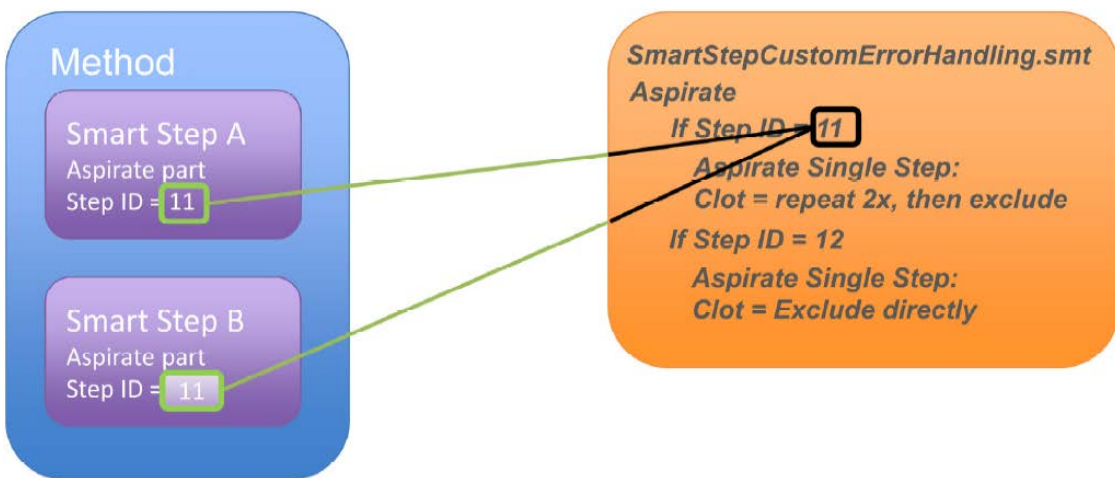 Method
Smart Step A
Aspirate part
Step ID = 11
Smart Step B
Aspirate part
Step ID = 11
SmartStepCustomErrorHandling.smt
Aspirate
If Step ID = 11
Aspirate Single Step:
Clot = repeat 2x, then exclude
If Step ID = 12
Aspirate Single Step:
Clot = Exclude directly